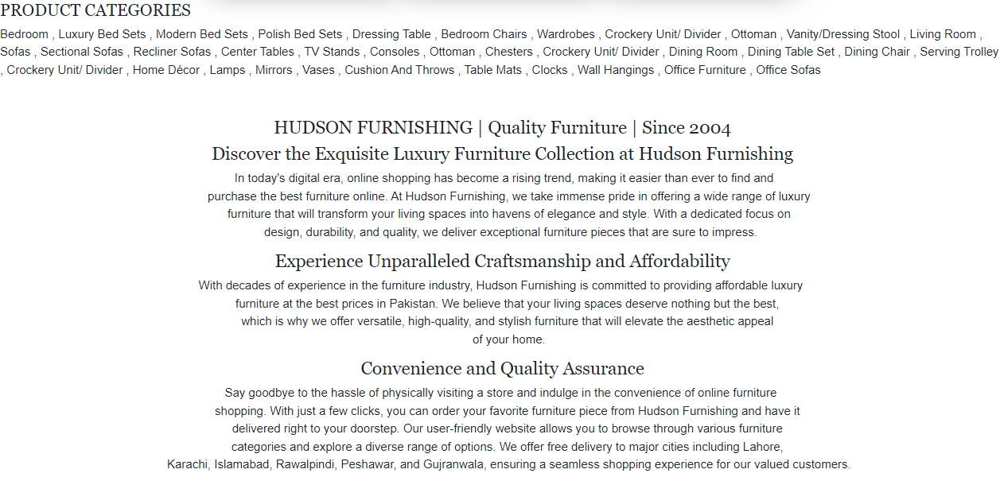 PRODUCT CATEGORIES
Bedroom , Luxury Bed Sets , Modern Bed Sets , Polish Bed Sets , Dressing Table , Bedroom Chairs , Wardrobes , Crockery Unit/ Divider , Ottoman , Vanity/Dressing Stool , Living Room ,
Sofas , Sectional Sofas , Recliner Sofas , Center Tables , TV Stands , Consoles , Ottoman , Chesters , Crockery Unit/ Divider , Dining Room , Dining Table Set , Dining Chair , Serving Trolley
, Crockery Unit/ Divider , Home Décor , Lamps , Mirrors , Vases , Cushion And Throws , Table Mats , Clocks , Wall Hangings , Office Furniture , Office Sofas
HUDSON FURNISHING | Quality Furniture | Since 2004
Discover the Exquisite Luxury Furniture Collection at Hudson Furnishing
In today's digital era, online shopping has become a rising trend, making it easier than ever to find and
purchase the best furniture online. At Hudson Furnishing, we take immense pride in offering a wide range of luxury
furniture that will transform your living spaces into havens of elegance and style. With a dedicated focus on
design, durability, and quality, we deliver exceptional furniture pieces that are sure to impress.
Experience Unparalleled Craftsmanship and Affordability
With decades of experience in the furniture industry, Hudson Furnishing is committed to providing affordable luxury
furniture at the best prices in Pakistan. We believe that your living spaces deserve nothing but the best,
which is why we offer versatile, high-quality, and stylish furniture that will elevate the aesthetic appeal
of your home.
Convenience and Quality Assurance
Say goodbye to the hassle of physically visiting a store and indulge in the convenience of online furniture
shopping. With just a few clicks, you can order your favorite furniture piece from Hudson Furnishing and have it
delivered right to your doorstep. Our user-friendly website allows you to browse through various furniture
categories and explore a diverse range of options. We offer free delivery to major cities including Lahore,
Karachi, Islamabad, Rawalpindi, Peshawar, and Gujranwala, ensuring a seamless shopping experience for our valued customers.